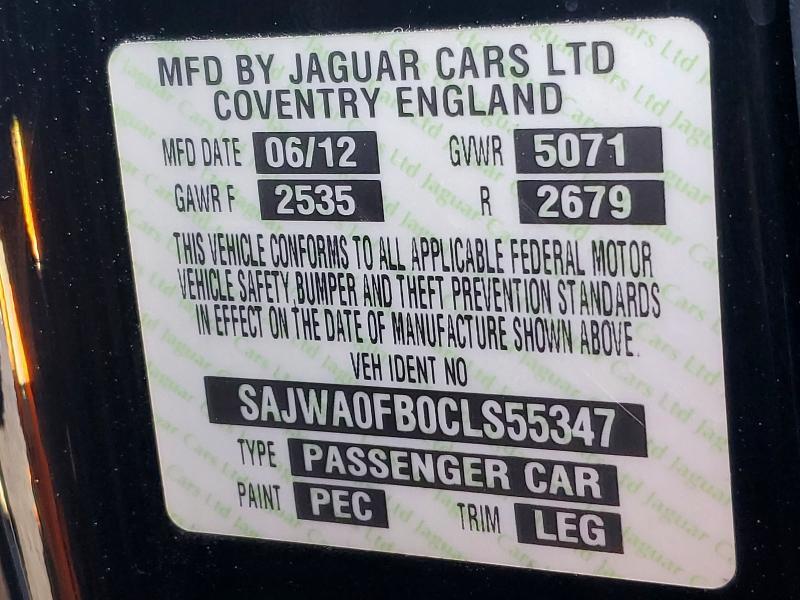 MFD BY JAGUAR CARS LTD
COVENTRY ENGLAND
MFD DATE 06/12 GVWR 5071
GAWR F 2535 R 2679
THIS VEHICLE CONFORMS TO ALL APPLICABLE FEDERAL MOTOR
VEHICLE SAFETY, BUMPER AND THEFT PREVENTION STANDARDS
IN EFFECT ON THE DATE OF MANUFACTURE SHOWN ABOVE.
VEH IDENT NO
SAJWA0FB0CLS55347
TYPE PASSENGER CAR
PAINT PEC TRIM LEG